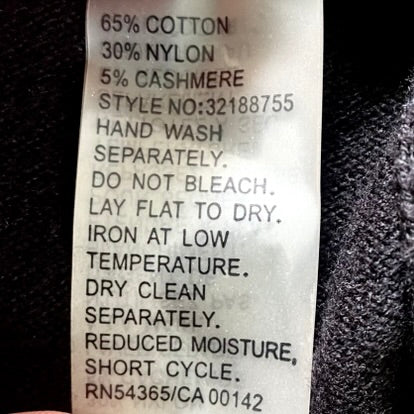 65% COTTON
30% NYLON
5% CASHMERE
STYLE NO:32188755
HAND WASH
SEPARATELY.
DO NOT BLEACH.
LAY FLAT TO DRY.
IRON AT LOW
TEMPERATURE.
DRY CLEAN
SEPARATELY.
REDUCED MOISTURE,
SHORT CYCLE.
RN54365/CA 00142